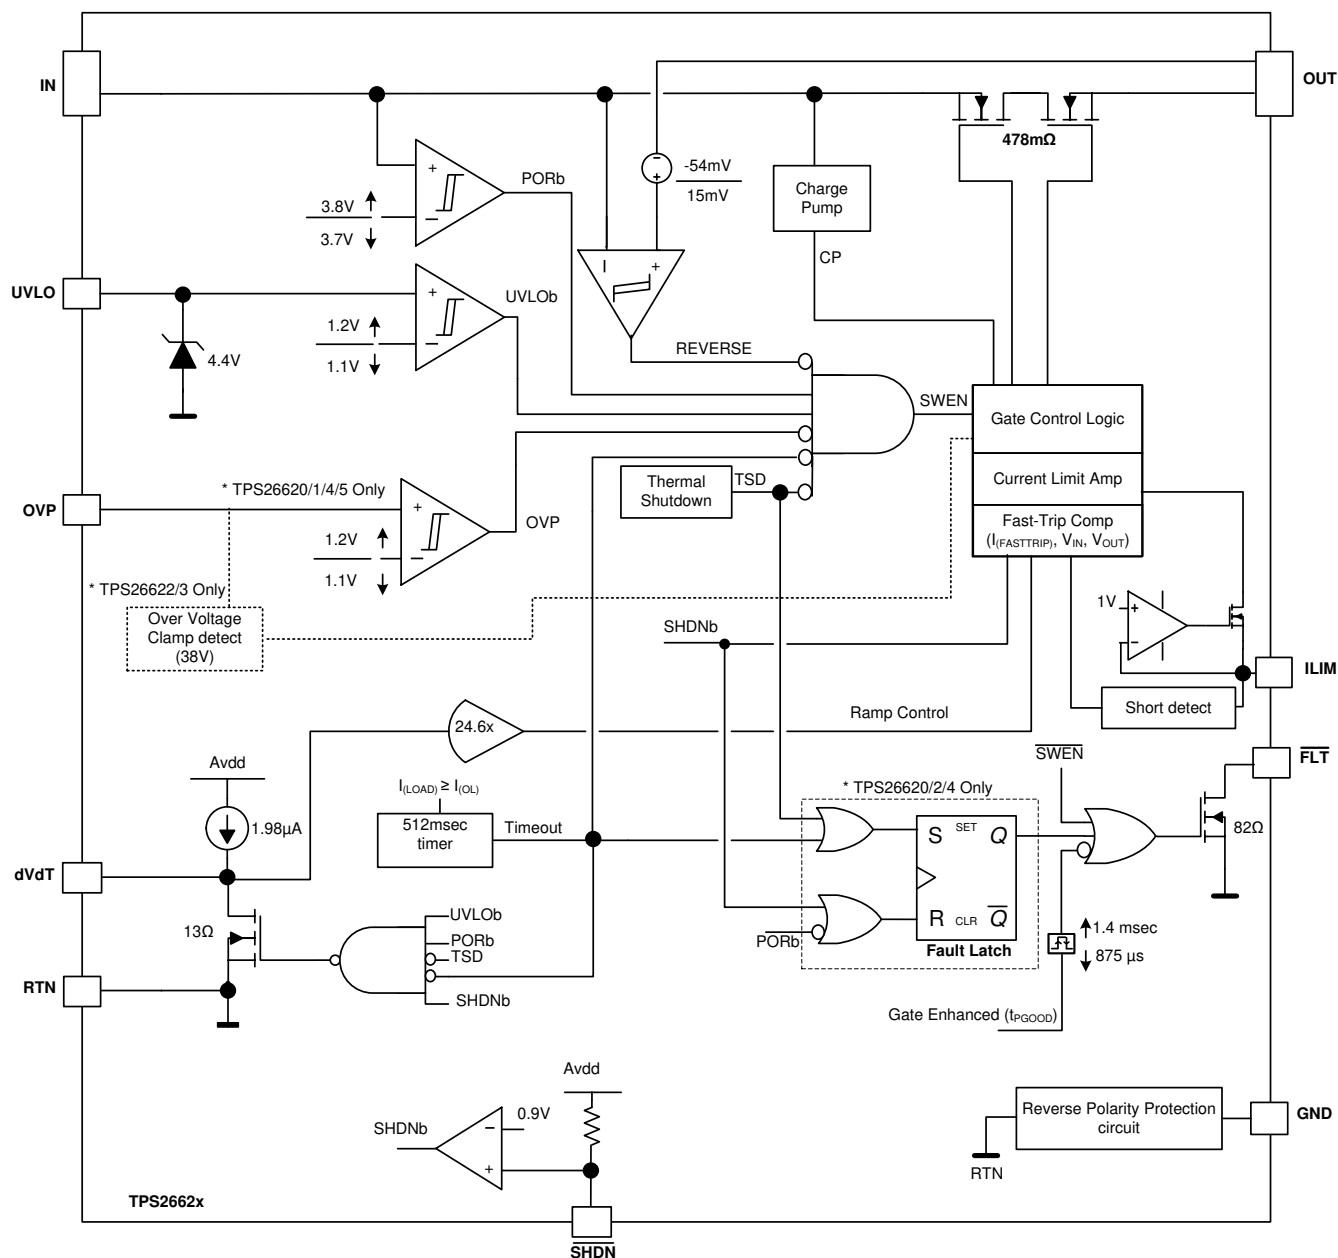 IN
OUT
478mΩ
-54mV
15mV
Charge
Pump
CP
PORb
+
−
3.8V
3.7V
UVLO
UVLOb
+
−
1.2V
1.1V
4.4V
REVERSE
SWEN
Gate Control Logic
Current Limit Amp
Fast-Trip Comp
(I(FASTTRIP), VIN, VOUT)
Thermal
Shutdown
TSD
OVP
* TPS26620/1/4/5 Only
+
−
OVP
1.2V
1.1V
* TPS26622/3 Only
Over Voltage
Clamp detect
(38V)
SHDNb
1V
+
−
ILIM
Short detect
24.6x
Ramp Control
Avdd
1.98µA
I(LOAD) ≥ I(OL)
512msec
timer
Timeout
* TPS26620/2/4 Only
S SET Q
R CLR Q̅
Fault Latch
PORb
S̅W̅E̅N̅
F̅L̅T̅
82Ω
1.4 msec
875 µs
Gate Enhanced (tPGOOD)
dVdT
13Ω
UVLOb
PORb
TSD
SHDNb
RTN
Avdd
0.9V
−
+
SHDNb
Reverse Polarity Protection
circuit
GND
RTN
TPS2662x
S̅H̅D̅N̅